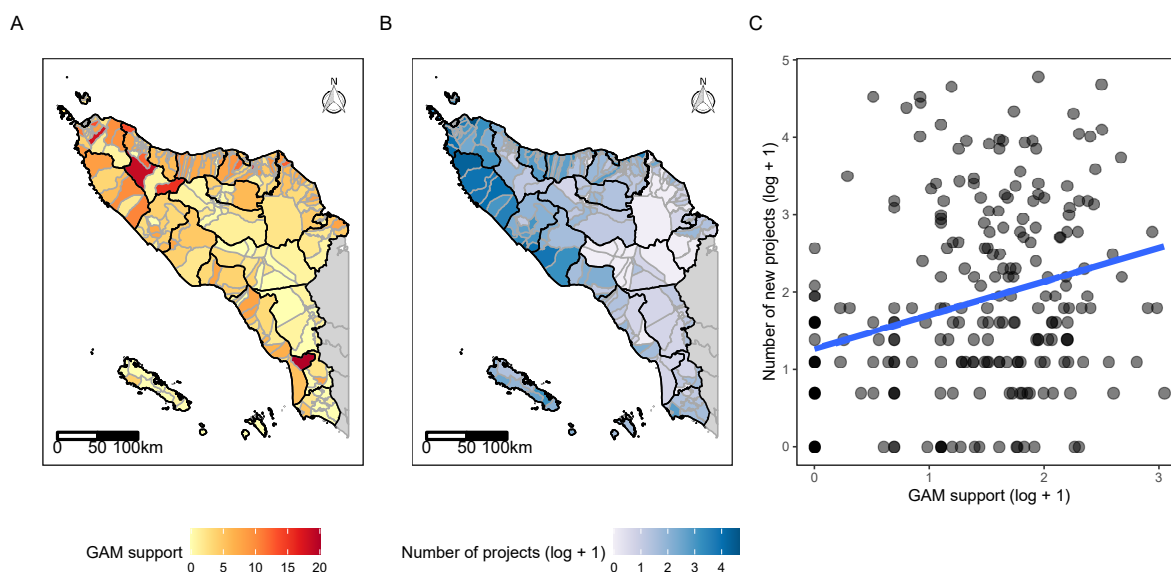 A
B
C
N
N
0 50 100km
0 50 100km
GAM support
0 5 10 15 20
Number of projects (log + 1)
0 1 2 3 4
Number of new projects (log + 1)
5
4
3
2
1
0
0 1 2 3
GAM support (log + 1)